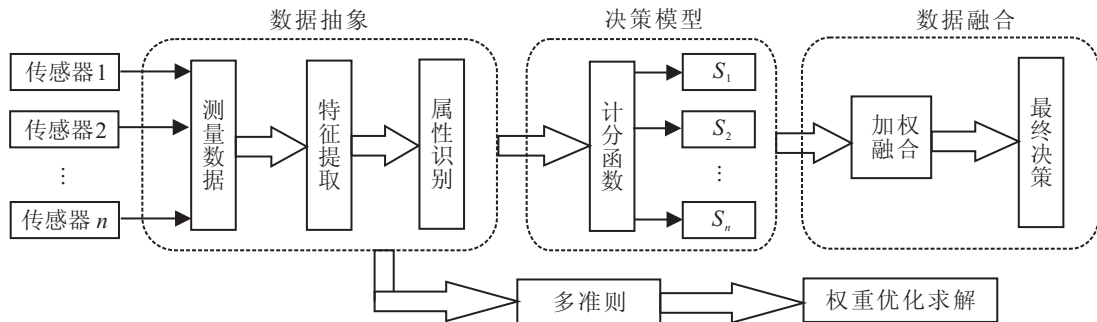 数据抽象
决策模型
数据融合
传感器1
传感器2
⋮
传感器 n
测量数据
特征提取
属性识别
计分函数
S₁
S₂
⋮
Sₙ
加权
融合
最终决策
多准则
权重优化求解